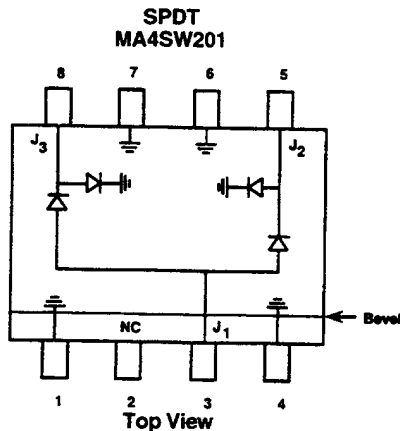 SPDT
MA4SW201
8 7 6 5
J3 J2
NC J1
Bevel
1 2 3 4
Top View